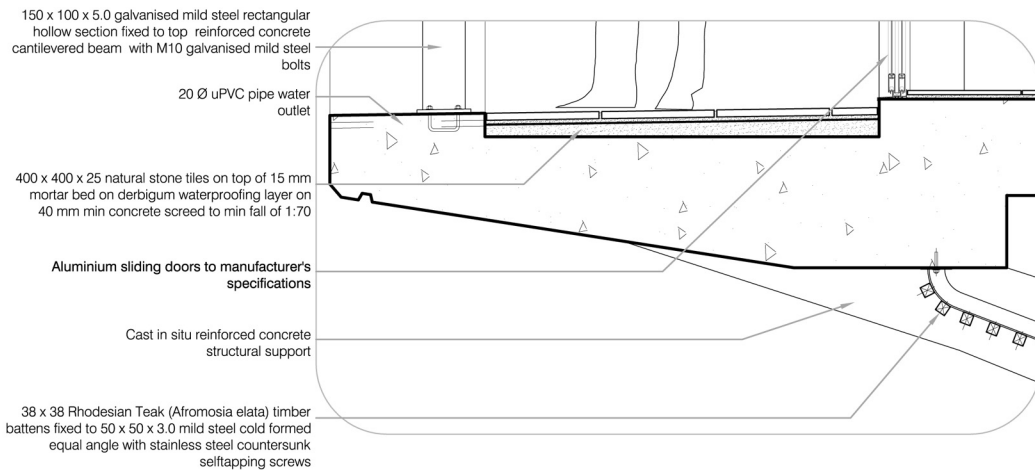 150 x 100 x 5.0 galvanised mild steel rectangular
hollow section fixed to top reinforced concrete
cantilevered beam with M10 galvanised mild steel
bolts
20 Ø uPVC pipe water
outlet
400 x 400 x 25 natural stone tiles on top of 15 mm
mortar bed on derbigum waterproofing layer on
40 mm min concrete screed to min fall of 1:70
Aluminium sliding doors to manufacturer's
specifications
Cast in situ reinforced concrete
structural support
38 x 38 Rhodesian Teak (Afromosia elata) timber
battens fixed to 50 x 50 x 3.0 mild steel cold formed
equal angle with stainless steel countersunk
selftapping screws